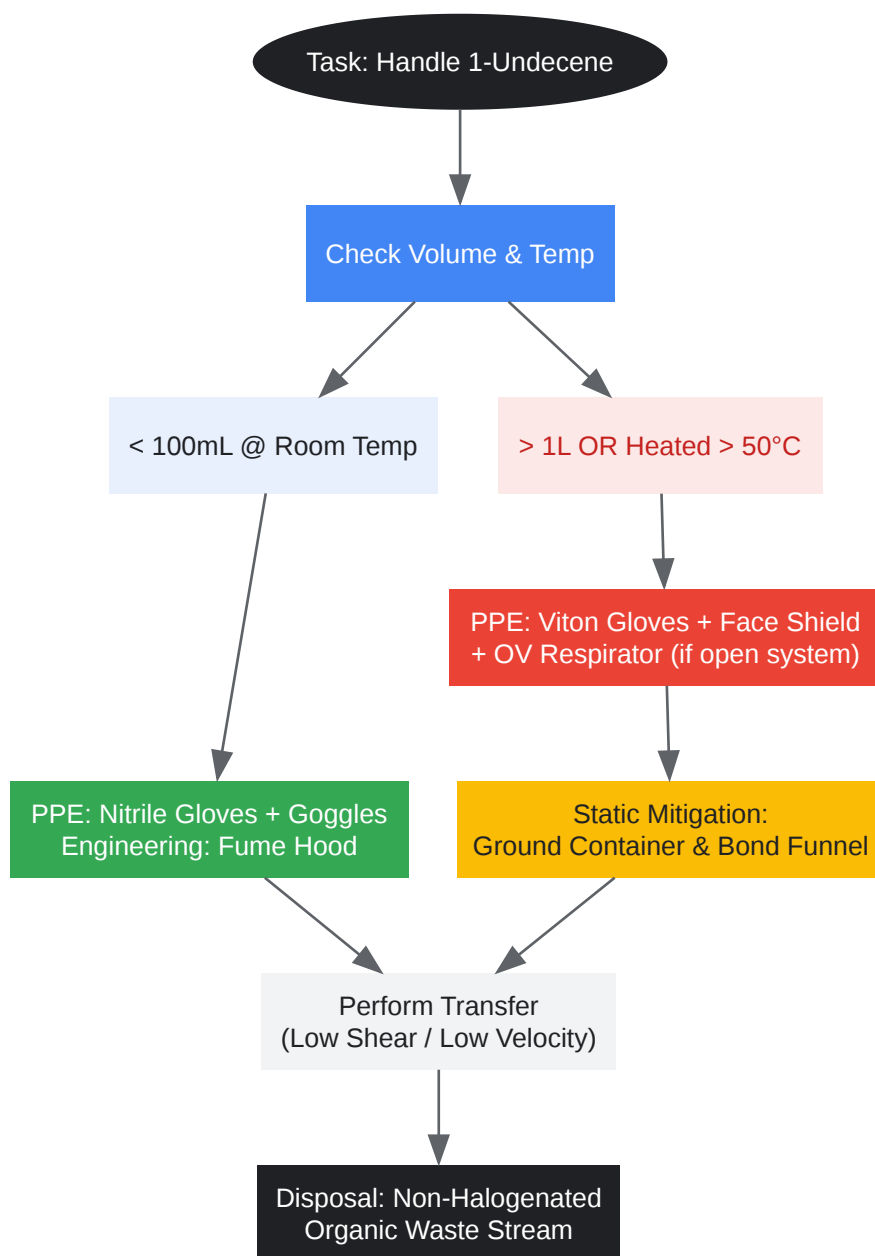 Task: Handle 1-Undecene
Check Volume & Temp
< 100mL @ Room Temp
> 1L OR Heated > 50°C
PPE: Viton Gloves + Face Shield
+ OV Respirator (if open system)
PPE: Nitrile Gloves + Goggles
Engineering: Fume Hood
Static Mitigation:
Ground Container & Bond Funnel
Perform Transfer
(Low Shear / Low Velocity)
Disposal: Non-Halogenated
Organic Waste Stream